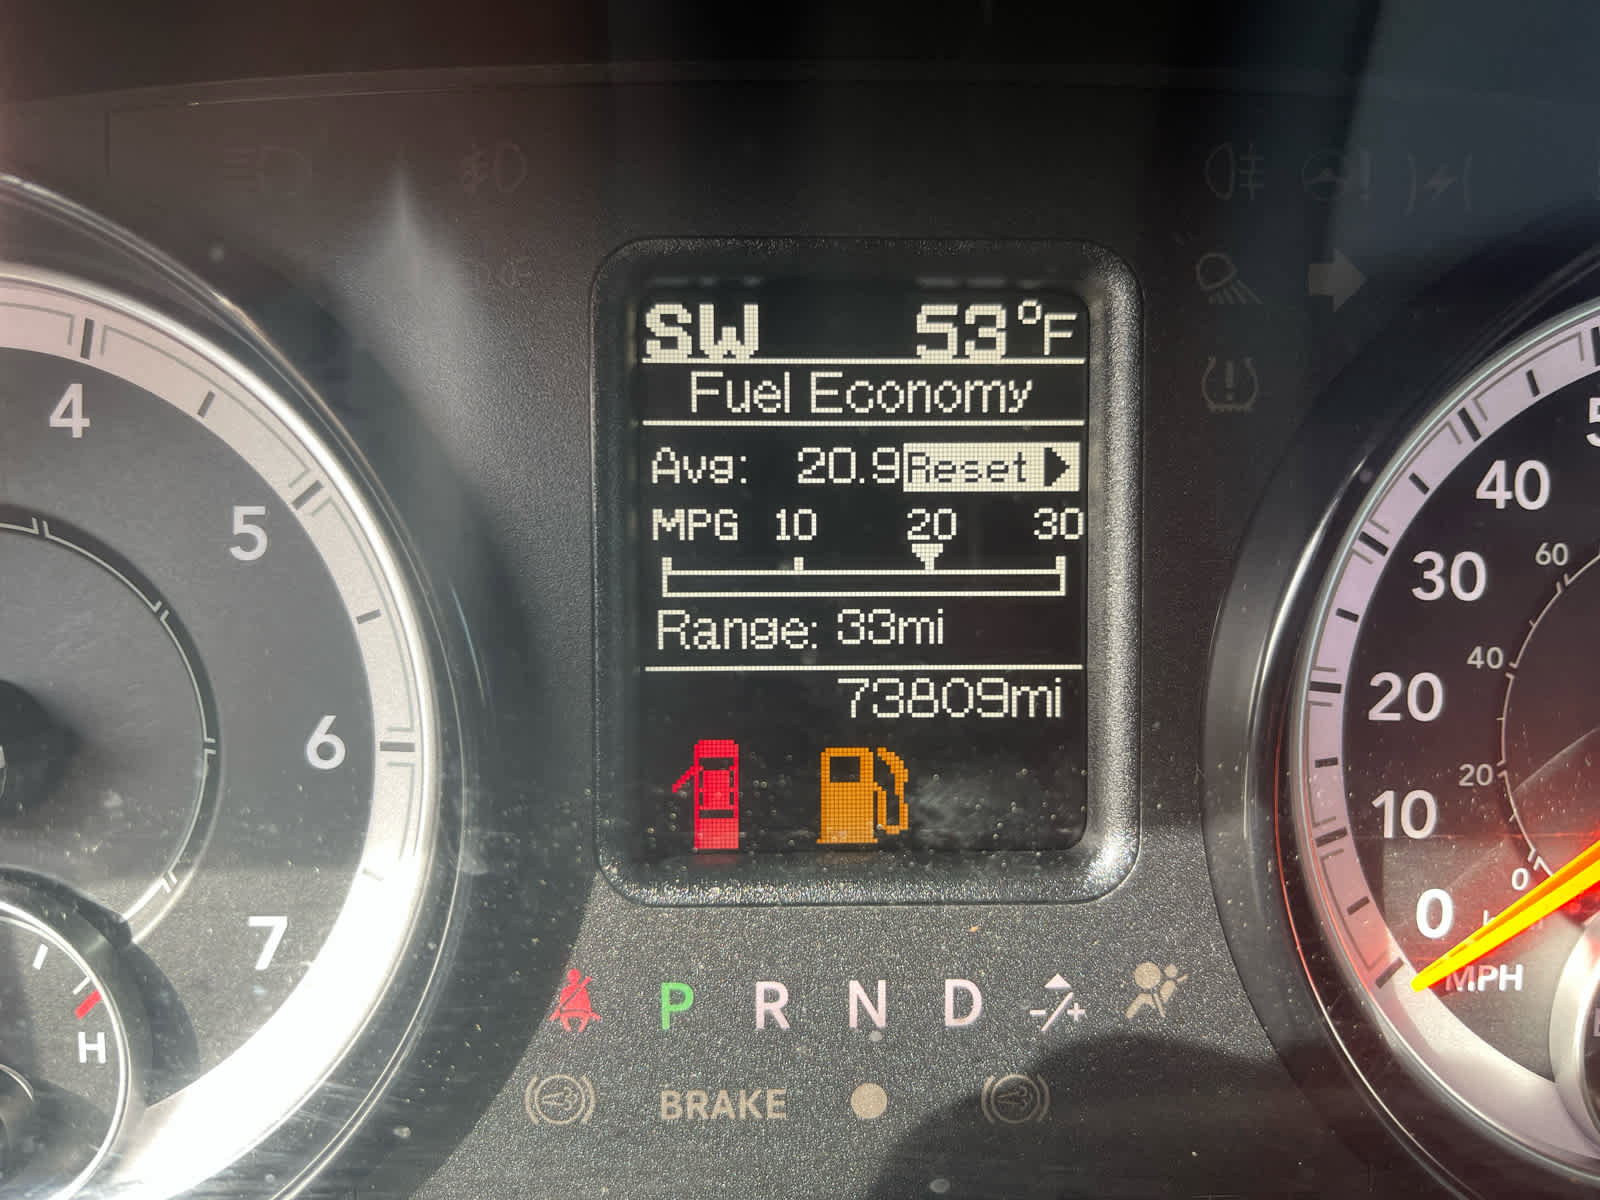 SW 53°F
Fuel Economy
Avg: 20.9 Reset
MPG 10 20 30
Range: 33mi
73809mi
4
5
6
7
H
40
30
20
10
0
MPH
60
40
20
0
P R N D -/+
BRAKE